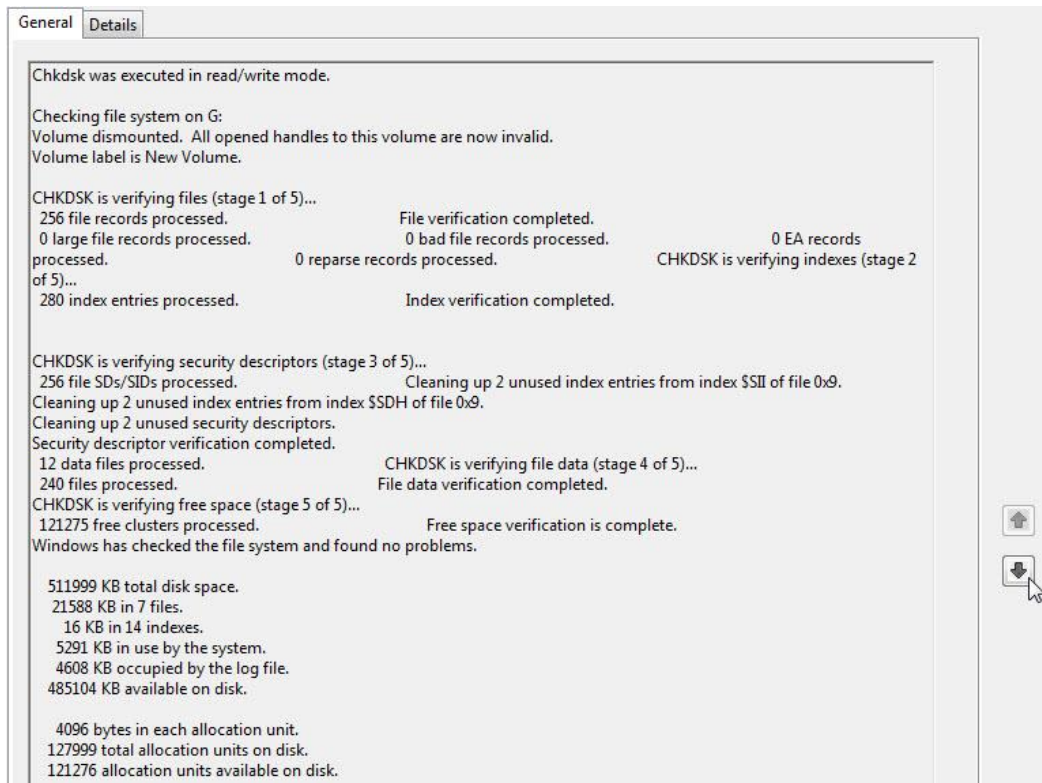 General
Details
Chkdsk was executed in read/write mode.
Checking file system on G:
Volume dismounted.  All opened handles to this volume are now invalid.
Volume label is New Volume.
CHKDSK is verifying files (stage 1 of 5)...
256 file records processed. File verification completed.
0 large file records processed. 0 bad file records processed. 0 EA records
processed. 0 reparse records processed. CHKDSK is verifying indexes (stage 2
of 5)...
280 index entries processed. Index verification completed.
CHKDSK is verifying security descriptors (stage 3 of 5)...
256 file SDs/SIDs processed. Cleaning up 2 unused index entries from index $SII of file 0x9.
Cleaning up 2 unused index entries from index $SDH of file 0x9.
Cleaning up 2 unused security descriptors.
Security descriptor verification completed.
12 data files processed. CHKDSK is verifying file data (stage 4 of 5)...
240 files processed. File data verification completed.
CHKDSK is verifying free space (stage 5 of 5)...
121275 free clusters processed. Free space verification is complete.
Windows has checked the file system and found no problems.
511999 KB total disk space.
21588 KB in 7 files.
16 KB in 14 indexes.
5291 KB in use by the system.
4608 KB occupied by the log file.
485104 KB available on disk.
4096 bytes in each allocation unit.
127999 total allocation units on disk.
121276 allocation units available on disk.